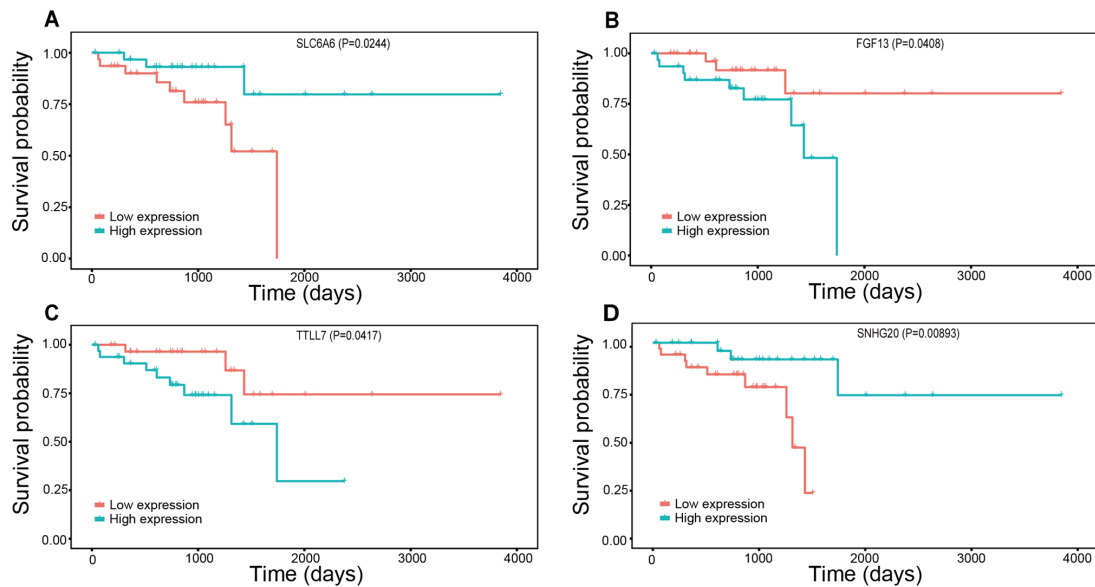 A
SLC6A6 (P=0.0244)
Survival probability
1.00
0.75
0.50
0.25
0.00
Low expression
High expression
0 1000 2000 3000 4000
Time (days)
B
FGF13 (P=0.0408)
Survival probability
1.00
0.75
0.50
0.25
0.00
Low expression
High expression
0 1000 2000 3000 4000
Time (days)
C
TTLL7 (P=0.0417)
Survival probability
1.00
0.75
0.50
0.25
0.00
Low expression
High expression
0 1000 2000 3000 4000
Time (days)
D
SNHG20 (P=0.00893)
Survival probability
1.00
0.75
0.50
0.25
0.00
Low expression
High expression
0 1000 2000 3000 4000
Time (days)